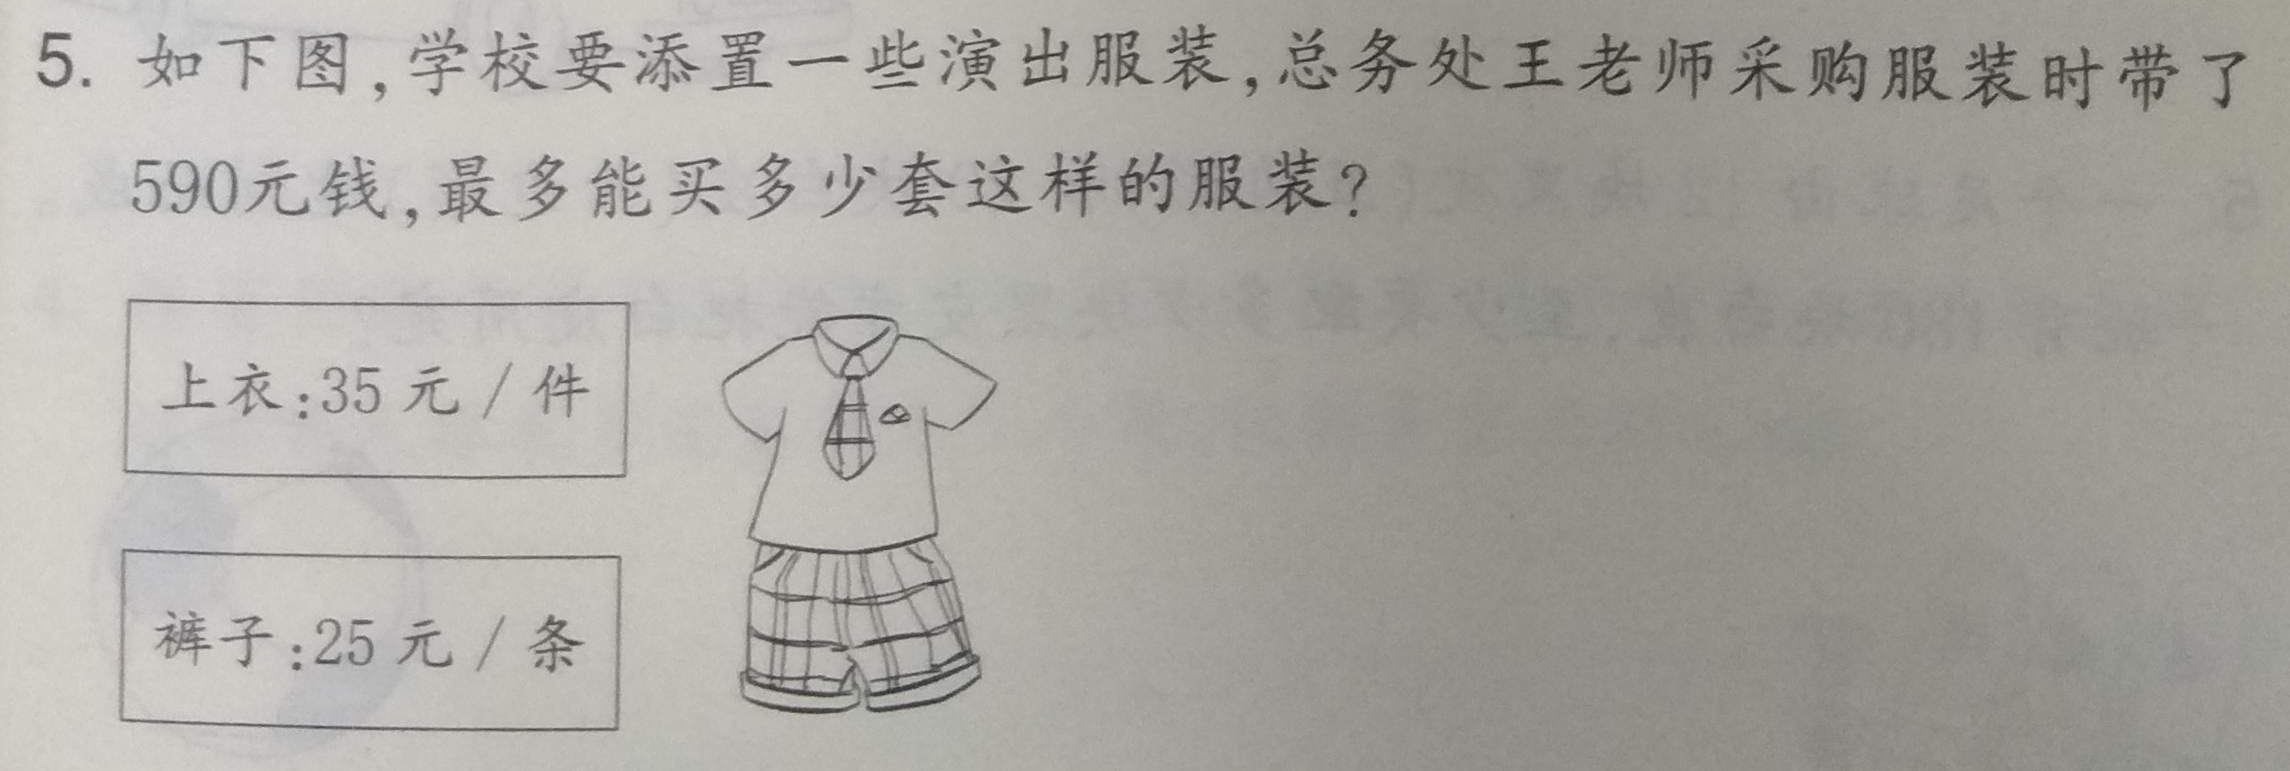 5. 如下图,学校要添置一些演出服装,总务处王老师采购服装时带了
590元钱,最多能买多少套这样的服装?
上衣:35 元 / 件
裤子:25 元 / 条